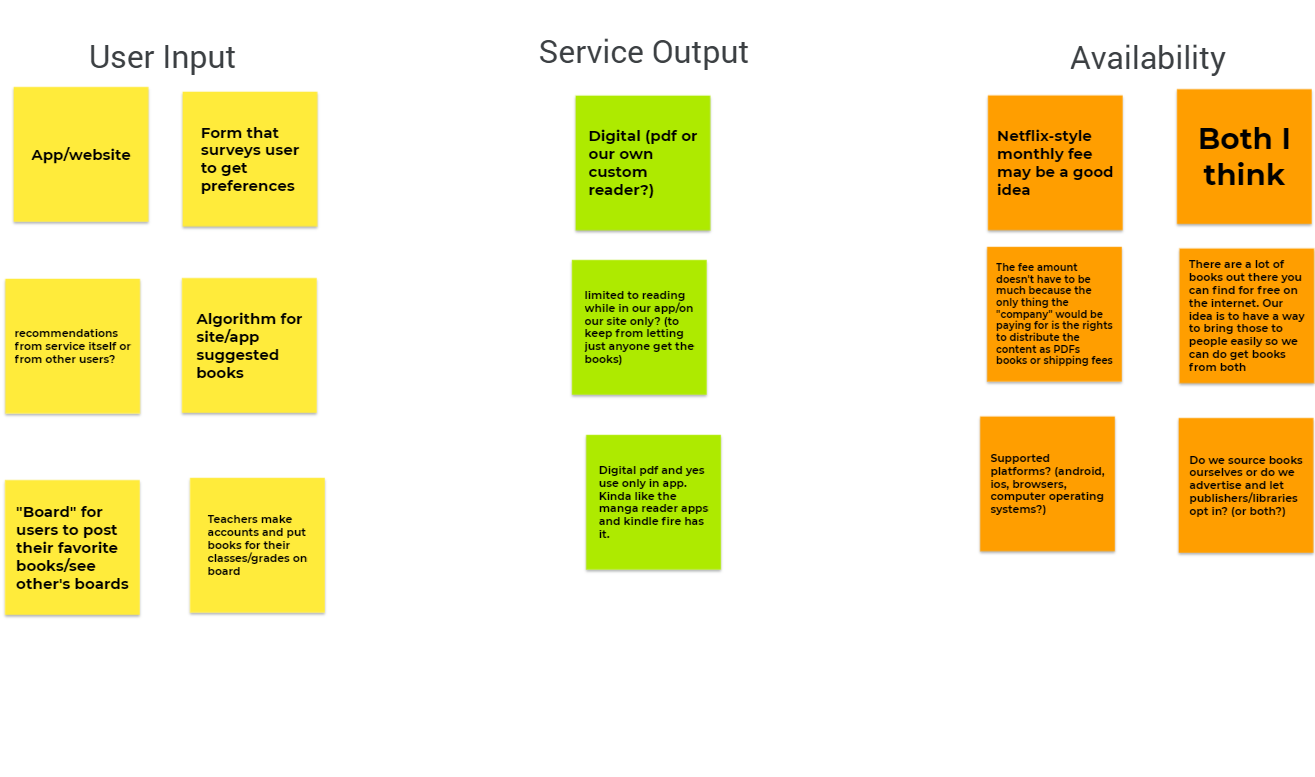 User Input
App/website
Form that
surveys user
to get
preferences
recommendations
from service itself or
from other users?
Algorithm for
site/app
suggested
books
"Board" for
users to post
their favorite
books/see
other's boards
Teachers make
accounts and put
books for their
classes/grades on
board
Service Output
Digital (pdf or
our own
custom
reader?)
limited to reading
while in our app/on
our site only? (to
keep from letting
just anyone get the
books)
Digital pdf and yes
use only in app.
Kinda like the
manga reader apps
and kindle fire has
it.
Availability
Netflix-style
monthly fee
may be a good
idea
Both I
think
The fee amount
doesn't have to be
much because the
only thing the
"company" would be
paying for is the rights
to distribute the
content as PDFs
books or shipping fees
There are a lot of
books out there you
can find for free on
the internet. Our
idea is to have a way
to bring those to
people easily so we
can do get books
from both
Supported
platforms? (android,
ios, browsers,
computer operating
systems?)
Do we source books
ourselves or do we
advertise and let
publishers/libraries
opt in? (or both?)